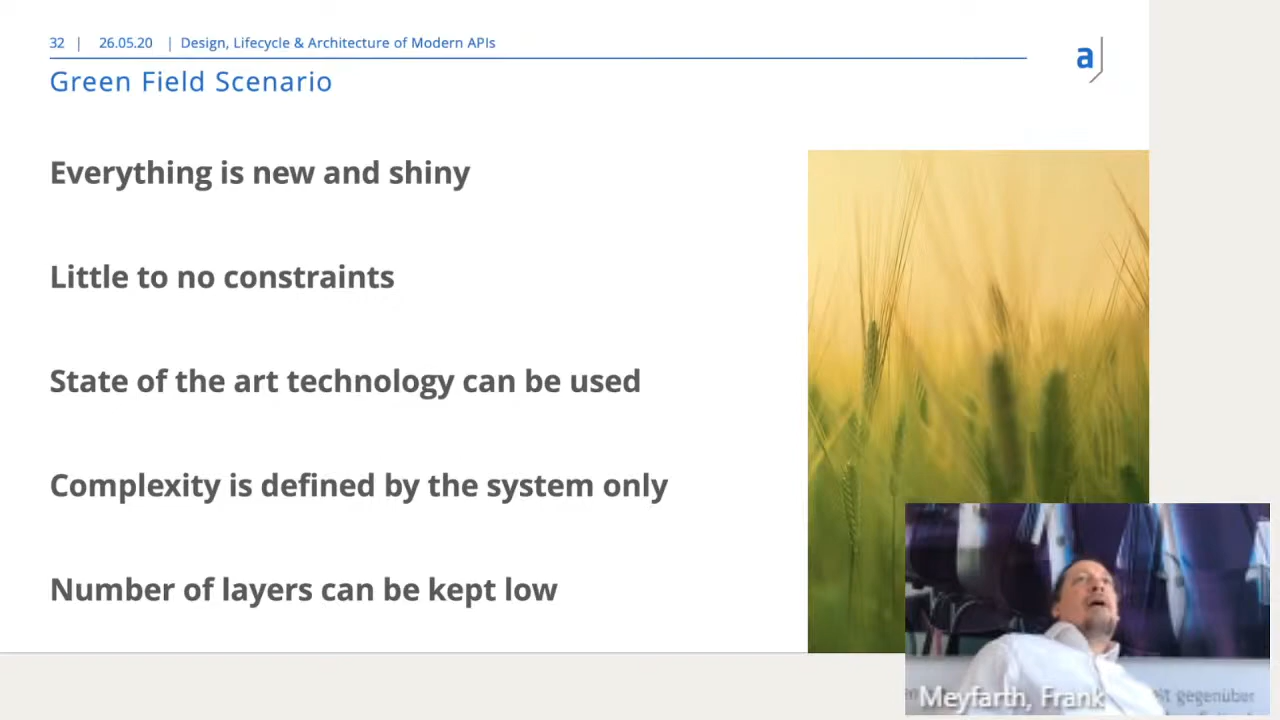 32 | 26.05.20 | Design, Lifecycle & Architecture of Modern APIs
a
Green Field Scenario
Everything is new and shiny
Little to no constraints
State of the art technology can be used
Complexity is defined by the system only
Number of layers can be kept low
Meyfarth, Frank
gegenüber